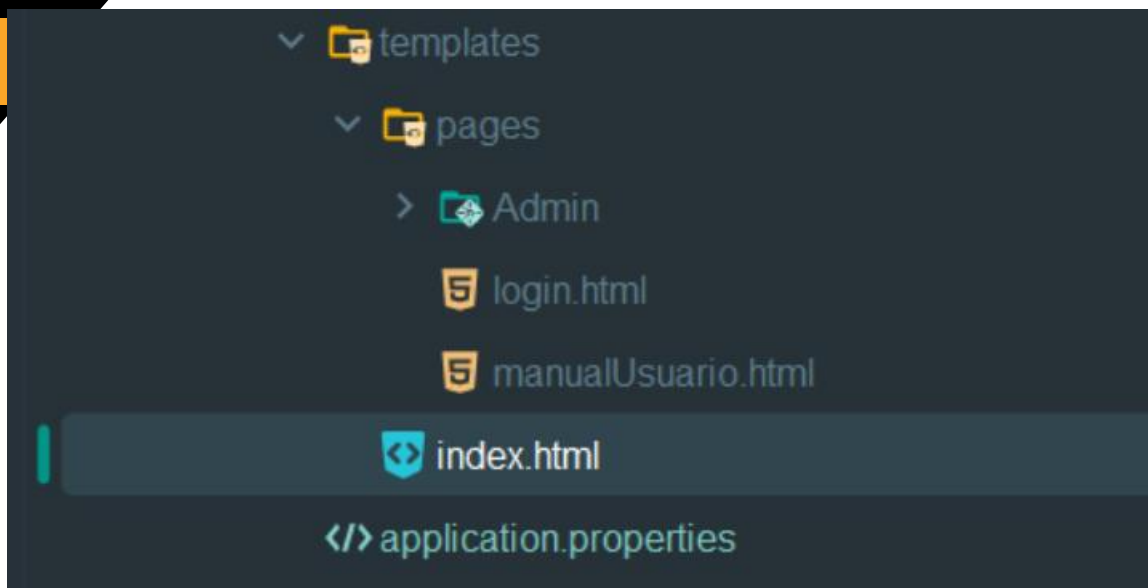 templates
pages
Admin
login.html
manualUsuario.html
index.html
application.properties